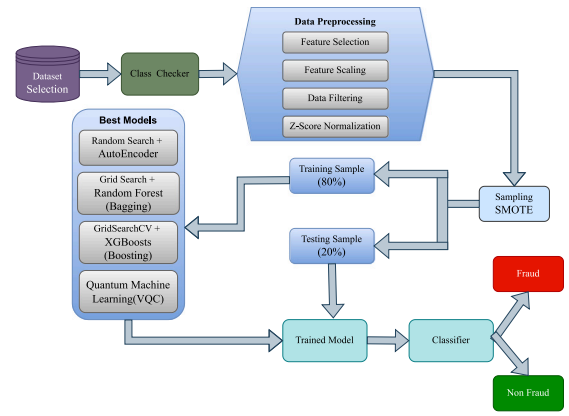 Data Preprocessing
Feature Selection
Feature Scaling
Data Filtering
Z-Score Normalization
Dataset
Selection
Class Checker
Best Models
Random Search +
AutoEncoder
Grid Search +
Random Forest
(Bagging)
GridSearchCV +
XGBoosts
(Boosting)
Quantum Machine
Learning(VQC)
Training Sample
(80%)
Testing Sample
(20%)
Sampling
SMOTE
Trained Model
Classifier
Fraud
Non Fraud